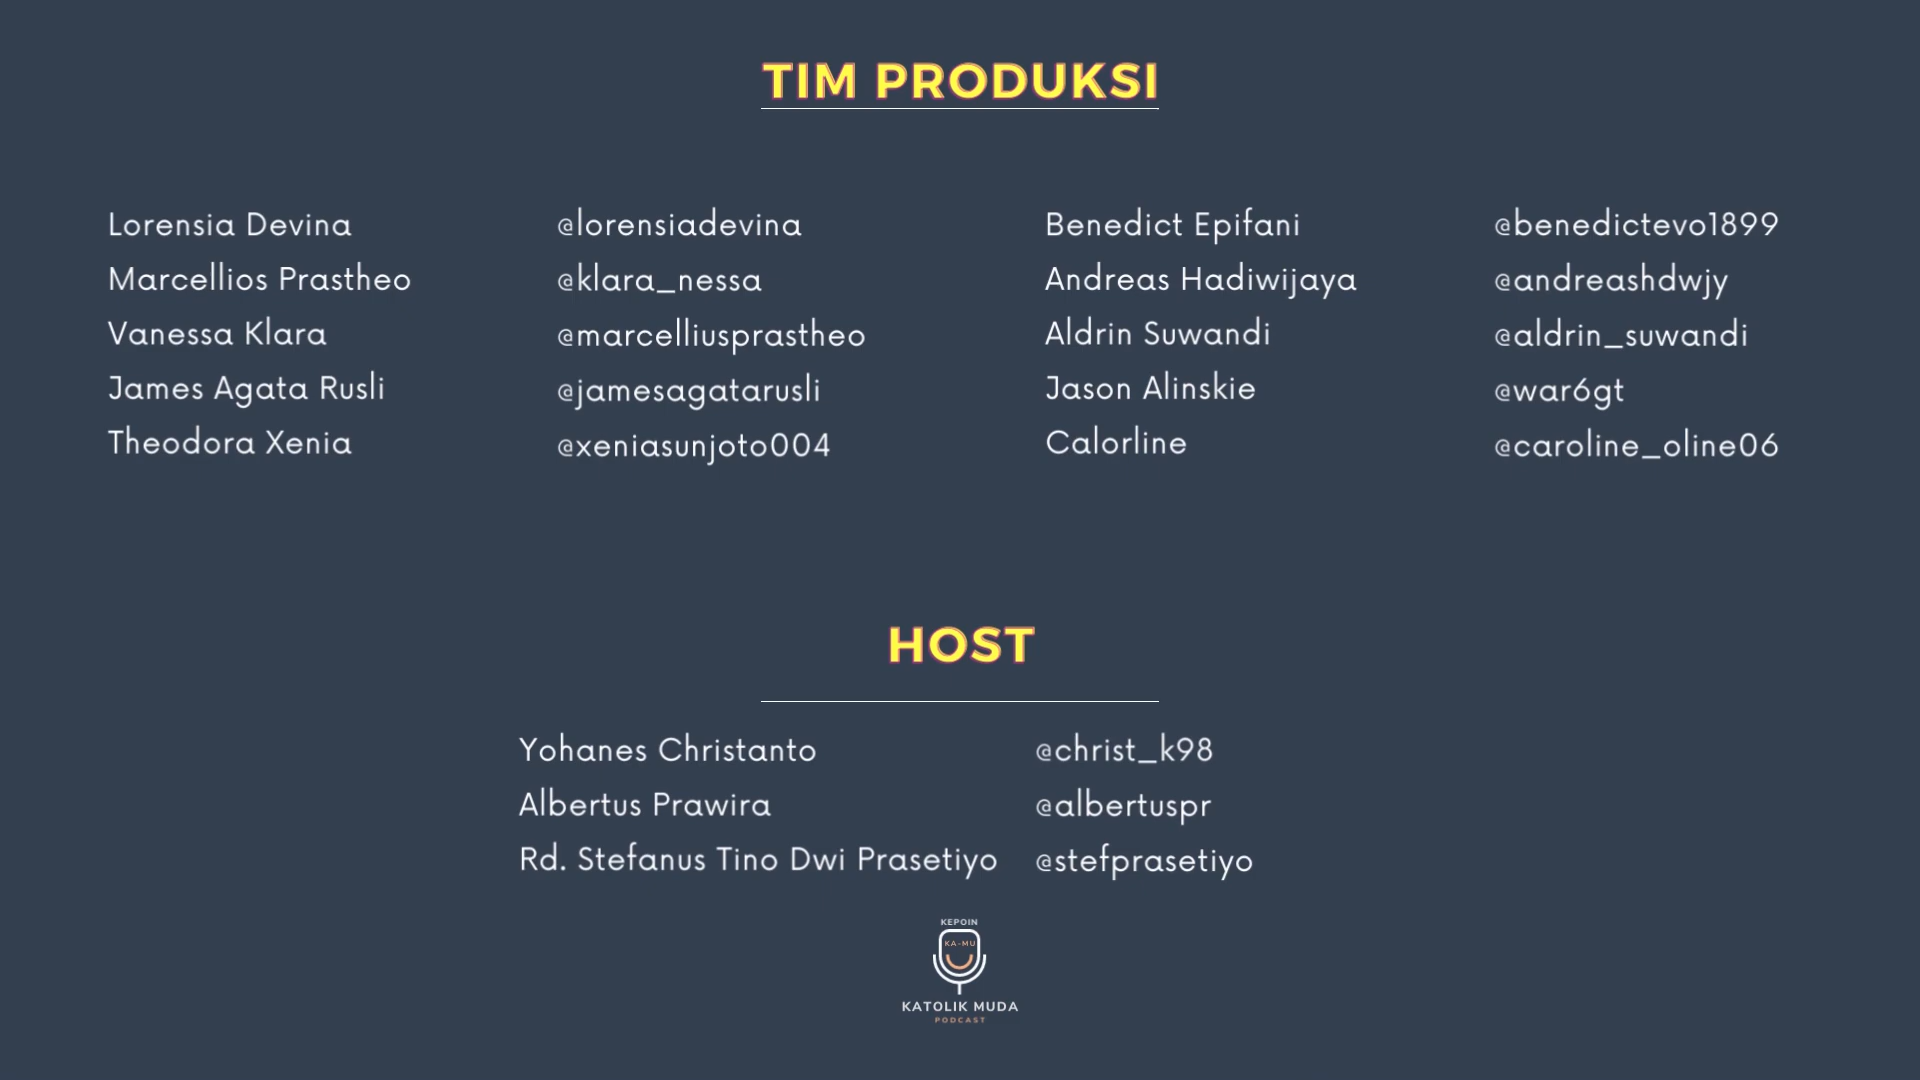 TIM PRODUKSI
Lorensia Devina @lorensiadevina Benedict Epifani @benedictevo1899
Marcellios Prastheo @klara_nessa Andreas Hadiwijaya @andreashdwjy
Vanessa Klara @marcelliusprastheo Aldrin Suwandi @aldrin_suwandi
James Agata Rusli @jamesagatarusli Jason Alinskie @war6gt
Theodora Xenia @xeniasunjoto004 Calorline @caroline_oline06
HOST
Yohanes Christanto @christ_k98
Albertus Prawira @albertuspr
Rd. Stefanus Tino Dwi Prasetiyo @stefprasetiyo
KEPOIN
KA-MU
KATOLIK MUDA
PODCAST